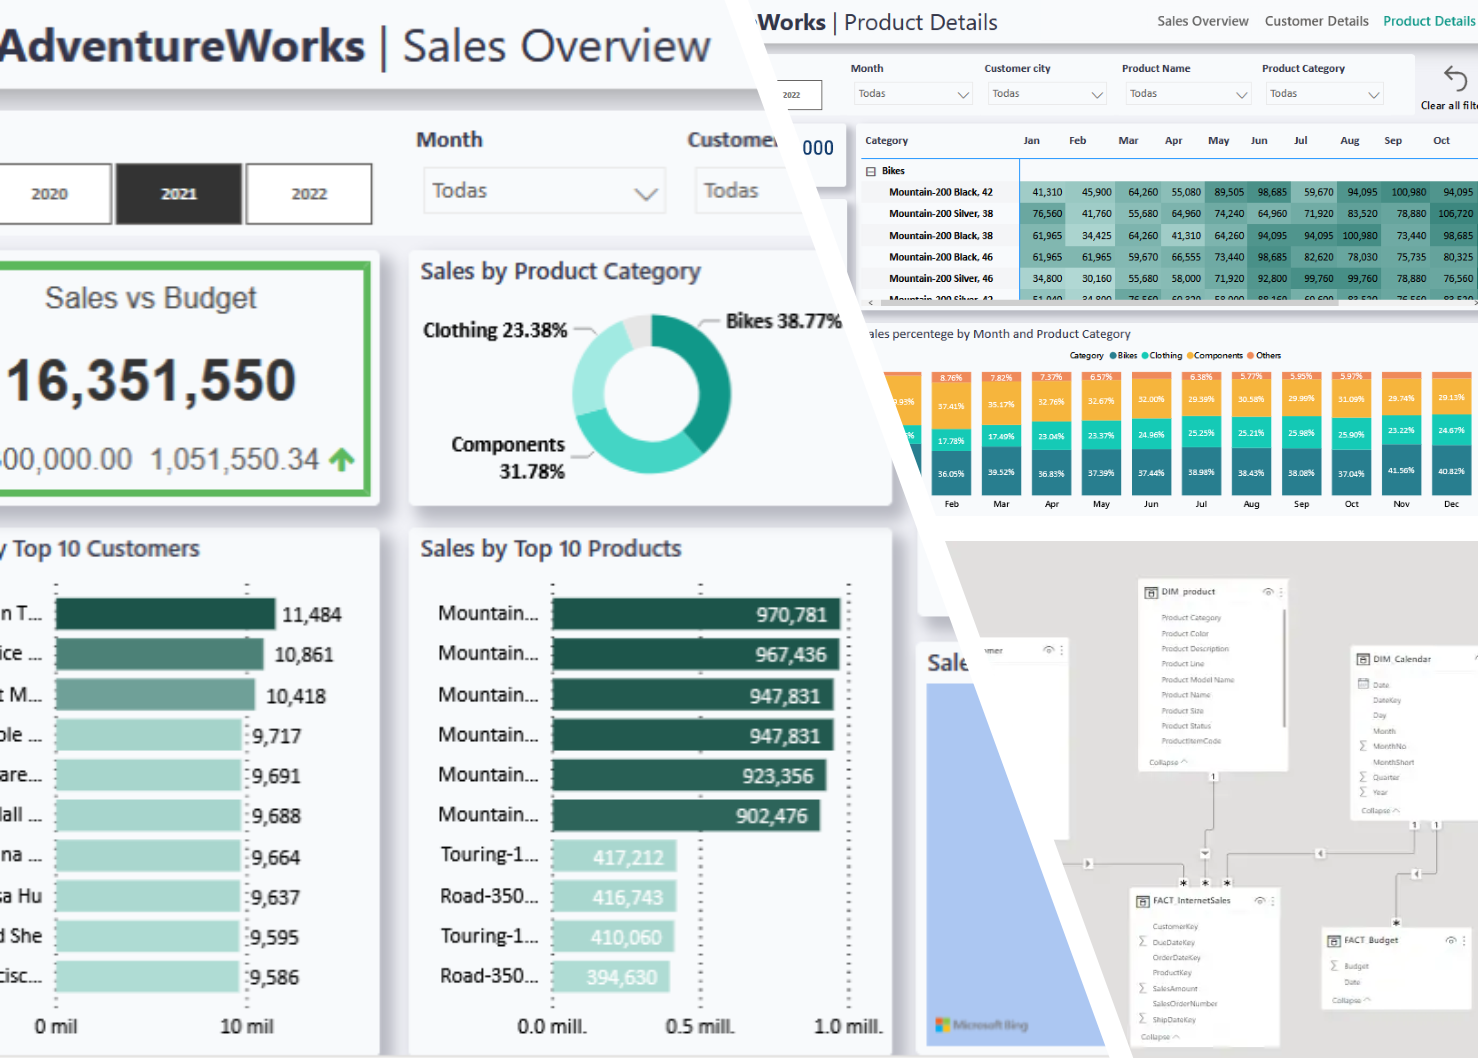 AdventureWorks | Sales Overview
2020
2021
2022
Month
Todas
Customer
Todas
Sales vs Budget
16,351,550
00,000.00 1,051,550.34
Sales by Product Category
Clothing 23.38%
Bikes 38.77%
Components
31.78%
y Top 10 Customers
n T...
11,484
ice ...
10,861
t M...
10,418
ole ...
9,717
are...
9,691
dall ...
9,688
na ...
9,664
sa Hu
9,637
d She
9,595
cisc...
9,586
0 mil
10 mil
Sales by Top 10 Products
Mountain...
970,781
Mountain...
967,436
Mountain...
947,831
Mountain...
947,831
Mountain...
923,356
Mountain...
902,476
Touring-1...
417,212
Road-350...
416,743
Touring-1...
410,060
Road-350...
394,630
0.0 mill.
0.5 mill.
1.0 mill.
Sale
Microsoft Bing
Works | Product Details
Sales Overview
Customer Details
Product Details
2022
Month
Todas
Customer city
Todas
Product Name
Todas
Product Category
Todas
Clear all filte
000
Category Jan Feb Mar Apr May Jun Jul Aug Sep Oct
Bikes
Mountain-200 Black, 42 41,310 45,900 64,260 55,080 89,505 98,685 59,670 94,095 100,980 94,095
Mountain-200 Silver, 38 76,560 41,760 55,680 64,960 74,240 64,960 71,920 83,520 78,880 106,720
Mountain-200 Black, 38 61,965 34,425 64,260 41,310 64,260 94,095 94,095 100,980 73,440 98,685
Mountain-200 Black, 46 61,965 61,965 59,670 66,555 73,440 98,685 82,620 78,030 75,735 80,325
Mountain-200 Silver, 46 34,800 30,160 55,680 58,000 71,920 92,800 99,760 99,760 78,880 76,560
Mountain-200 Silver, 42
ales percentege by Month and Product Category
Category Bikes Clothing Components Others
8.76% 7.82% 7.37% 6.57% 6.38% 5.77% 5.95% 5.97%
9.93% 37.41% 35.17% 32.76% 32.67% 32.00% 29.39% 30.58% 29.99% 31.09% 29.74% 29.13%
17.78% 17.49% 23.04% 23.37% 24.96% 25.25% 25.21% 25.98% 25.90% 23.22% 24.67%
36.05% 39.52% 36.83% 37.39% 37.44% 38.98% 38.43% 38.08% 37.04% 41.56% 40.82%
Feb Mar Apr May Jun Jul Aug Sep Oct Nov Dec
DIM_product
Product Category
Product Color
Product Description
Product Line
Product Model Name
Product Name
Product Size
Product Status
ProductItemCode
Collapse
1
omer
DIM_Calendar
Date
DateKey
Day
Month
MonthNo
MonthShort
Quarter
Year
Collapse
1 1
* * *
FACT_InternetSales
CustomerKey
DueDateKey
OrderDateKey
ProductKey
SalesAmount
SalesOrderNumber
ShipDateKey
Collapse
*
FACT_Budget
Budget
Date
Collapse